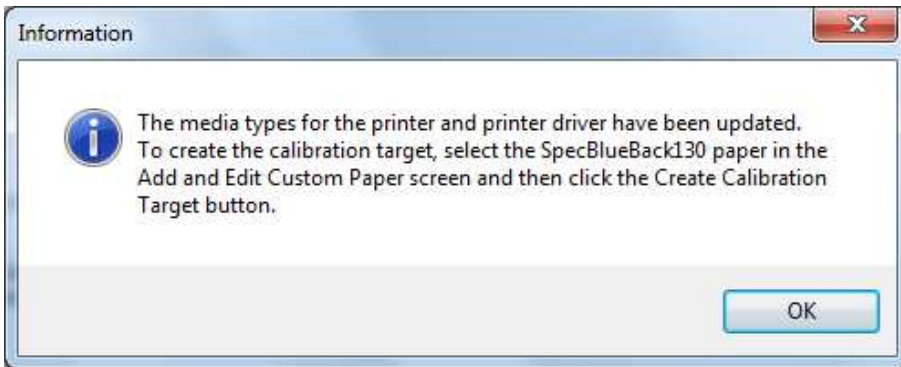 Information
The media types for the printer and printer driver have been updated.
To create the calibration target, select the SpecBlueBack130 paper in the
Add and Edit Custom Paper screen and then click the Create Calibration
Target button.
OK